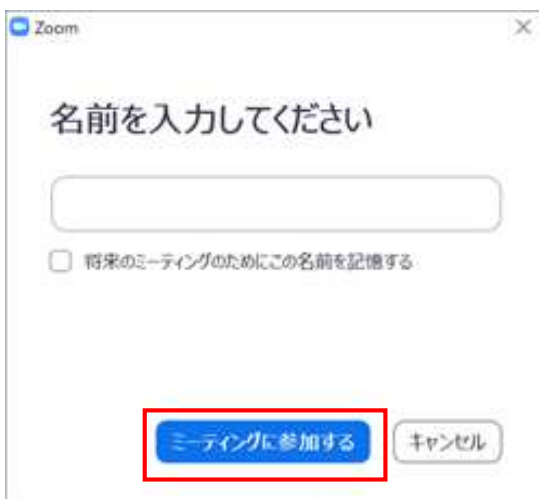 Zoom
名前を入力してください
将来のミーティングのためにこの名前を記憶する
ミーティングに参加する
キャンセル